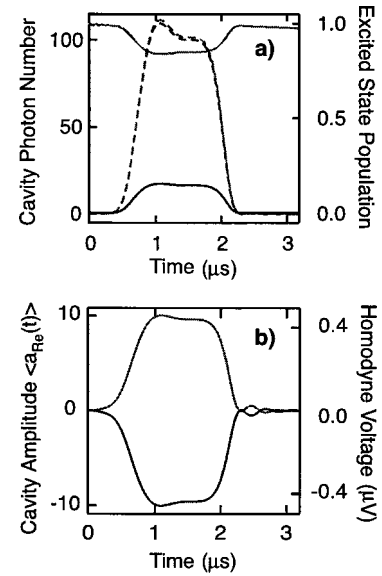 a)
Cavity Photon Number
Excited State Population
100
50
0
1.0
0.5
0.0
0 1 2 3
Time (μs)
b)
Cavity Amplitude <a_Re(t)>
Homodyne Voltage (μV)
10
0
-10
0.4
0.0
-0.4
0 1 2 3
Time (μs)